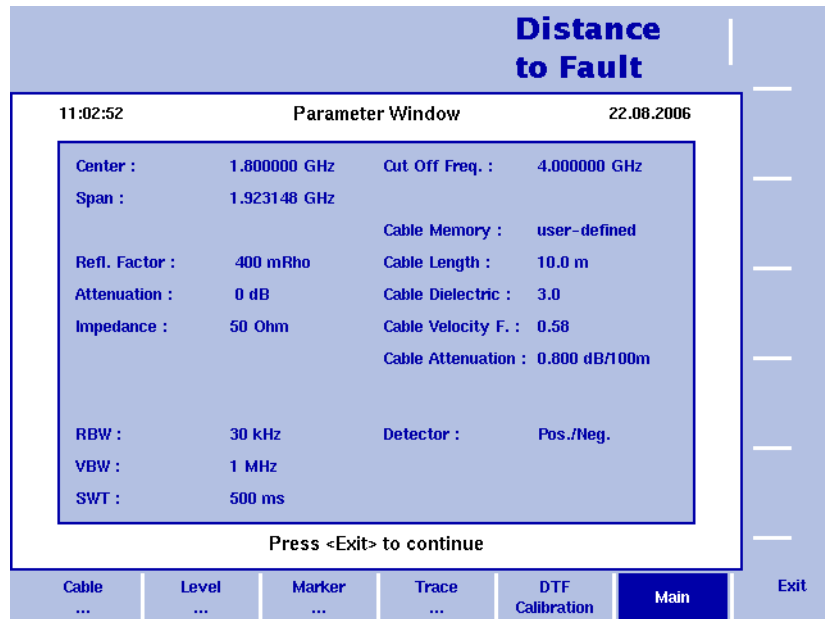 Distance
to Fault
11:02:52 Parameter Window 22.08.2006
Center : 1.800000 GHz Cut Off Freq. : 4.000000 GHz
Span : 1.923148 GHz
Cable Memory : user-defined
Refl. Factor : 400 mRho Cable Length : 10.0 m
Attenuation : 0 dB Cable Dielectric : 3.0
Impedance : 50 Ohm Cable Velocity F. : 0.58
Cable Attenuation : 0.800 dB/100m
RBW : 30 kHz Detector : Pos./Neg.
VBW : 1 MHz
SWT : 500 ms
Press <Exit> to continue
Cable Level Marker Trace DTF Main Exit
... ... ... ... Calibration